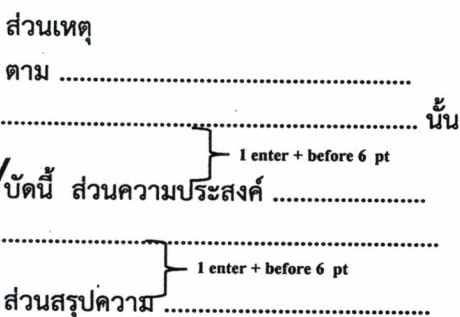 ส่วนเหตุ
ตาม ..................................................
............................................................ นั้น
1 enter + before 6 pt
บัดนี้ ส่วนความประสงค์ ......................
...............................................................
1 enter + before 6 pt
ส่วนสรุปความ ......................................